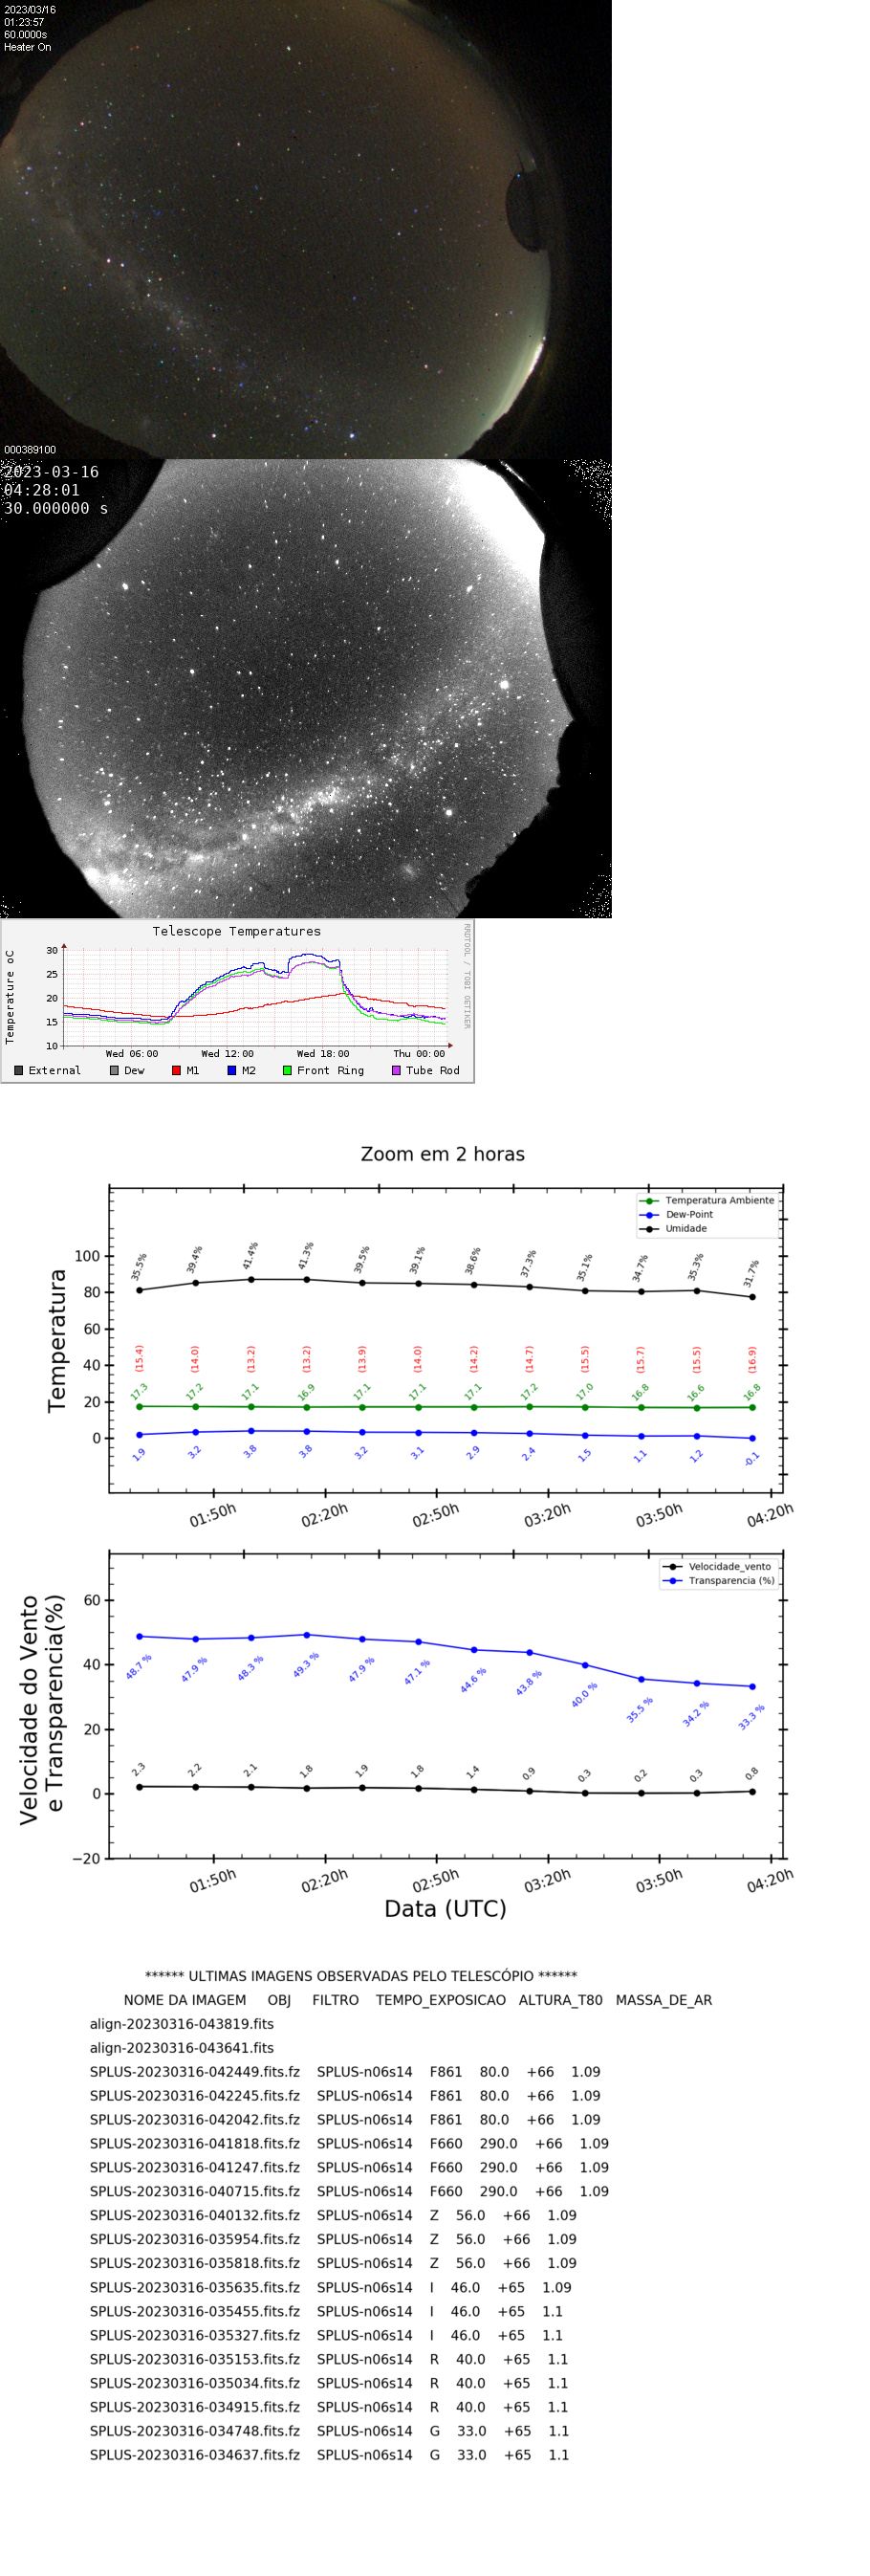 2023/03/16
01:23:57
60.0000s
Heater On
000389100
2023-03-16
04:28:01
30.000000 s
Telescope Temperatures
RRDTOOL / TOBI OETIKER
Temperature oC
30
25
20
15
10
Wed 06:00 Wed 12:00 Wed 18:00 Thu 00:00
External Dew M1 M2 Front Ring Tube Rod
Zoom em 2 horas
Temperatura Ambiente
Dew-Point
Umidade
Temperatura
100
80
60
40
20
0
35.5% 39.4% 41.4% 41.3% 39.5% 39.1% 38.6% 37.3% 35.1% 34.7% 35.3% 31.7%
(15.4) (14.0) (13.2) (13.2) (13.9) (14.0) (14.2) (14.7) (15.5) (15.7) (15.5) (16.9)
17.3 17.2 17.1 16.9 17.1 17.1 17.1 17.2 17.0 16.8 16.6 16.8
1.9 3.2 3.8 3.8 3.2 3.1 2.9 2.4 1.5 1.1 1.2 -0.1
01:50h 02:20h 02:50h 03:20h 03:50h 04:20h
Velocidade_vento
Transparencia (%)
Velocidade do Vento
e Transparencia(%)
60
40
20
0
−20
48.7 % 47.9 % 48.3 % 49.3 % 47.9 % 47.1 % 44.6 % 43.8 % 40.0 % 35.5 % 34.2 % 33.3 %
2.3 2.2 2.1 1.8 1.9 1.8 1.4 0.9 0.3 0.2 0.3 0.8
01:50h 02:20h 02:50h 03:20h 03:50h 04:20h
Data (UTC)
****** ULTIMAS IMAGENS OBSERVADAS PELO TELESCÓPIO ******
NOME DA IMAGEM OBJ FILTRO TEMPO_EXPOSICAO ALTURA_T80 MASSA_DE_AR
align-20230316-043819.fits
align-20230316-043641.fits
SPLUS-20230316-042449.fits.fz SPLUS-n06s14 F861 80.0 +66 1.09
SPLUS-20230316-042245.fits.fz SPLUS-n06s14 F861 80.0 +66 1.09
SPLUS-20230316-042042.fits.fz SPLUS-n06s14 F861 80.0 +66 1.09
SPLUS-20230316-041818.fits.fz SPLUS-n06s14 F660 290.0 +66 1.09
SPLUS-20230316-041247.fits.fz SPLUS-n06s14 F660 290.0 +66 1.09
SPLUS-20230316-040715.fits.fz SPLUS-n06s14 F660 290.0 +66 1.09
SPLUS-20230316-040132.fits.fz SPLUS-n06s14 Z 56.0 +66 1.09
SPLUS-20230316-035954.fits.fz SPLUS-n06s14 Z 56.0 +66 1.09
SPLUS-20230316-035818.fits.fz SPLUS-n06s14 Z 56.0 +66 1.09
SPLUS-20230316-035635.fits.fz SPLUS-n06s14 I 46.0 +65 1.09
SPLUS-20230316-035455.fits.fz SPLUS-n06s14 I 46.0 +65 1.1
SPLUS-20230316-035327.fits.fz SPLUS-n06s14 I 46.0 +65 1.1
SPLUS-20230316-035153.fits.fz SPLUS-n06s14 R 40.0 +65 1.1
SPLUS-20230316-035034.fits.fz SPLUS-n06s14 R 40.0 +65 1.1
SPLUS-20230316-034915.fits.fz SPLUS-n06s14 R 40.0 +65 1.1
SPLUS-20230316-034748.fits.fz SPLUS-n06s14 G 33.0 +65 1.1
SPLUS-20230316-034637.fits.fz SPLUS-n06s14 G 33.0 +65 1.1